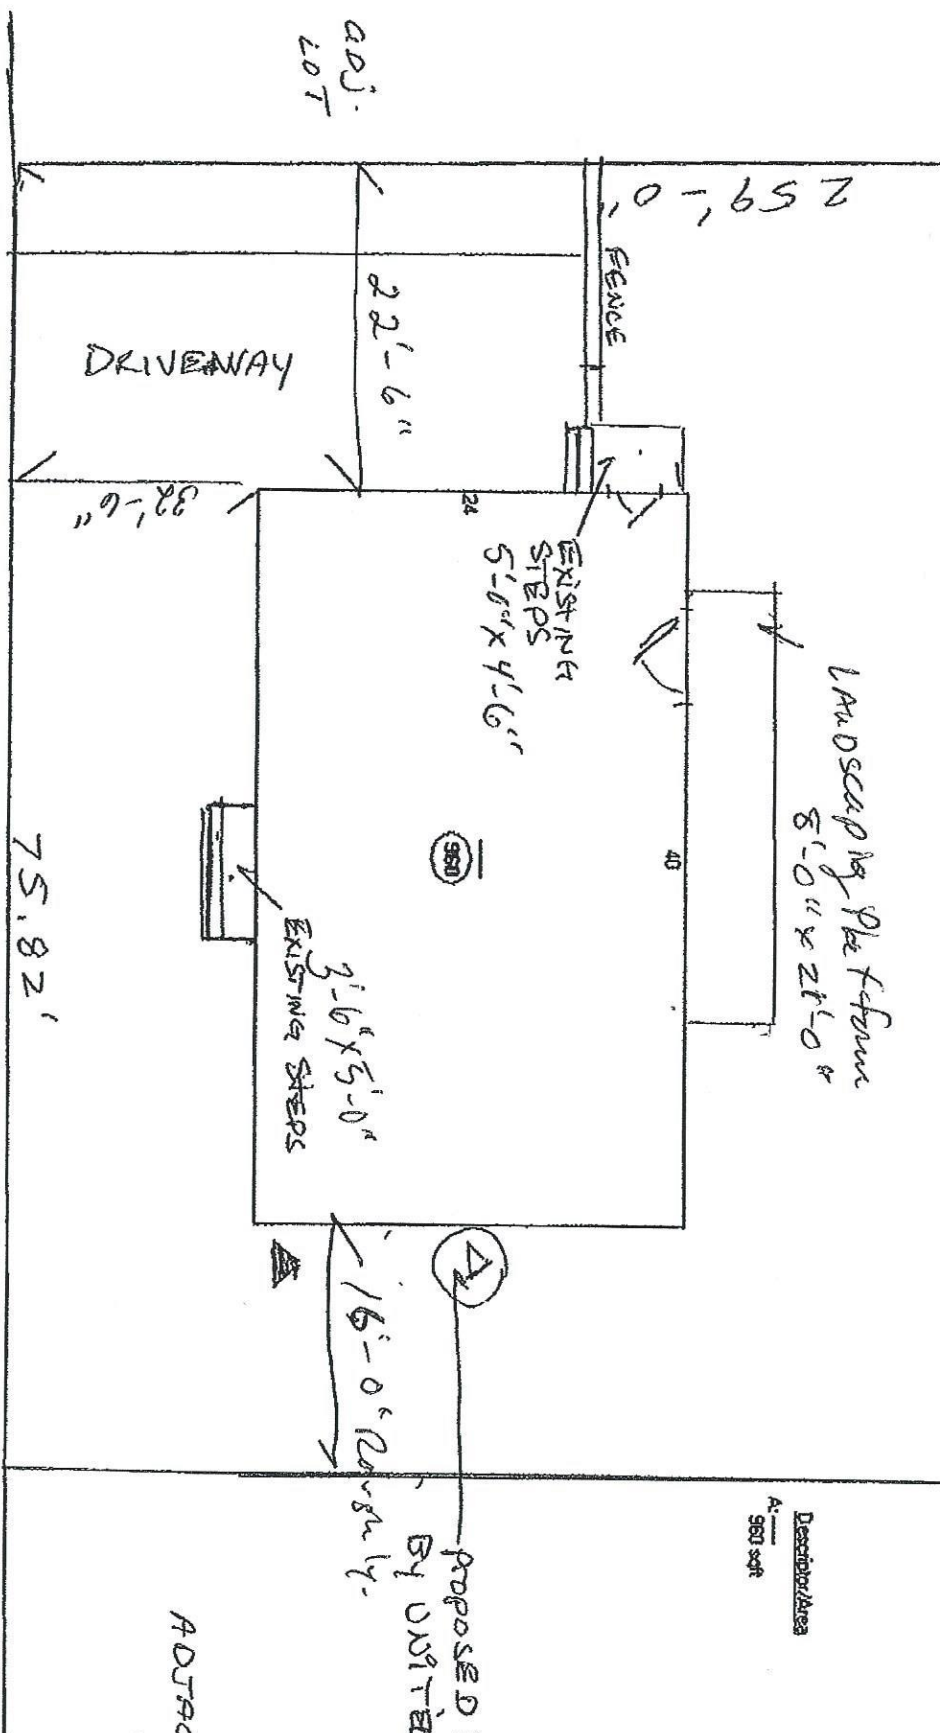 adj.
LOT
259'-0"
FENCE
22'-6"
DRIVEWAY
32'-6"
24
EXISTING
STEPS
5'-0" x 4'-6"
LANDSCAPING Platform
8'-0" x 21'-0"
40
960
3'-6" x 5'-0"
EXISTING STEPS
75.82'
16'-0" Roughly.
A
PROPOSED
By UNITED
Descriptor/Area
A:
960 sqft
ADJAC